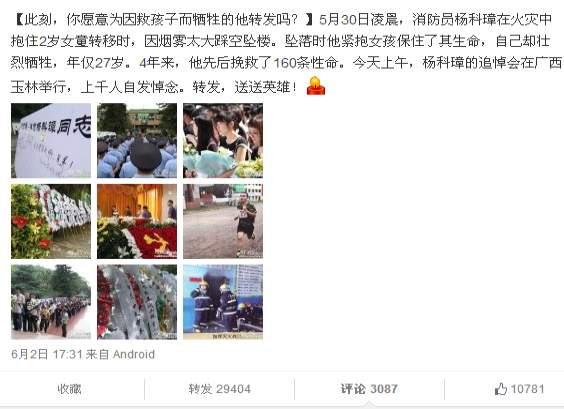 【此刻，你愿意为因救孩子而牺牲的他转发吗？】5月30日凌晨，消防员杨科璋在火灾中
抱住2岁女童转移时，因烟雾太大踩空坠楼。坠落时他紧抱女孩保住了其生命，自己却壮
烈牺牲，年仅27岁。4年来，他先后挽救了160条性命。今天上午，杨科璋的追悼会在广西
玉林举行，上千人自发悼念。转发，送送英雄！
科璋同志
6月2日 17:31 来自 Android
收藏
转发 29404
评论 3087
10781